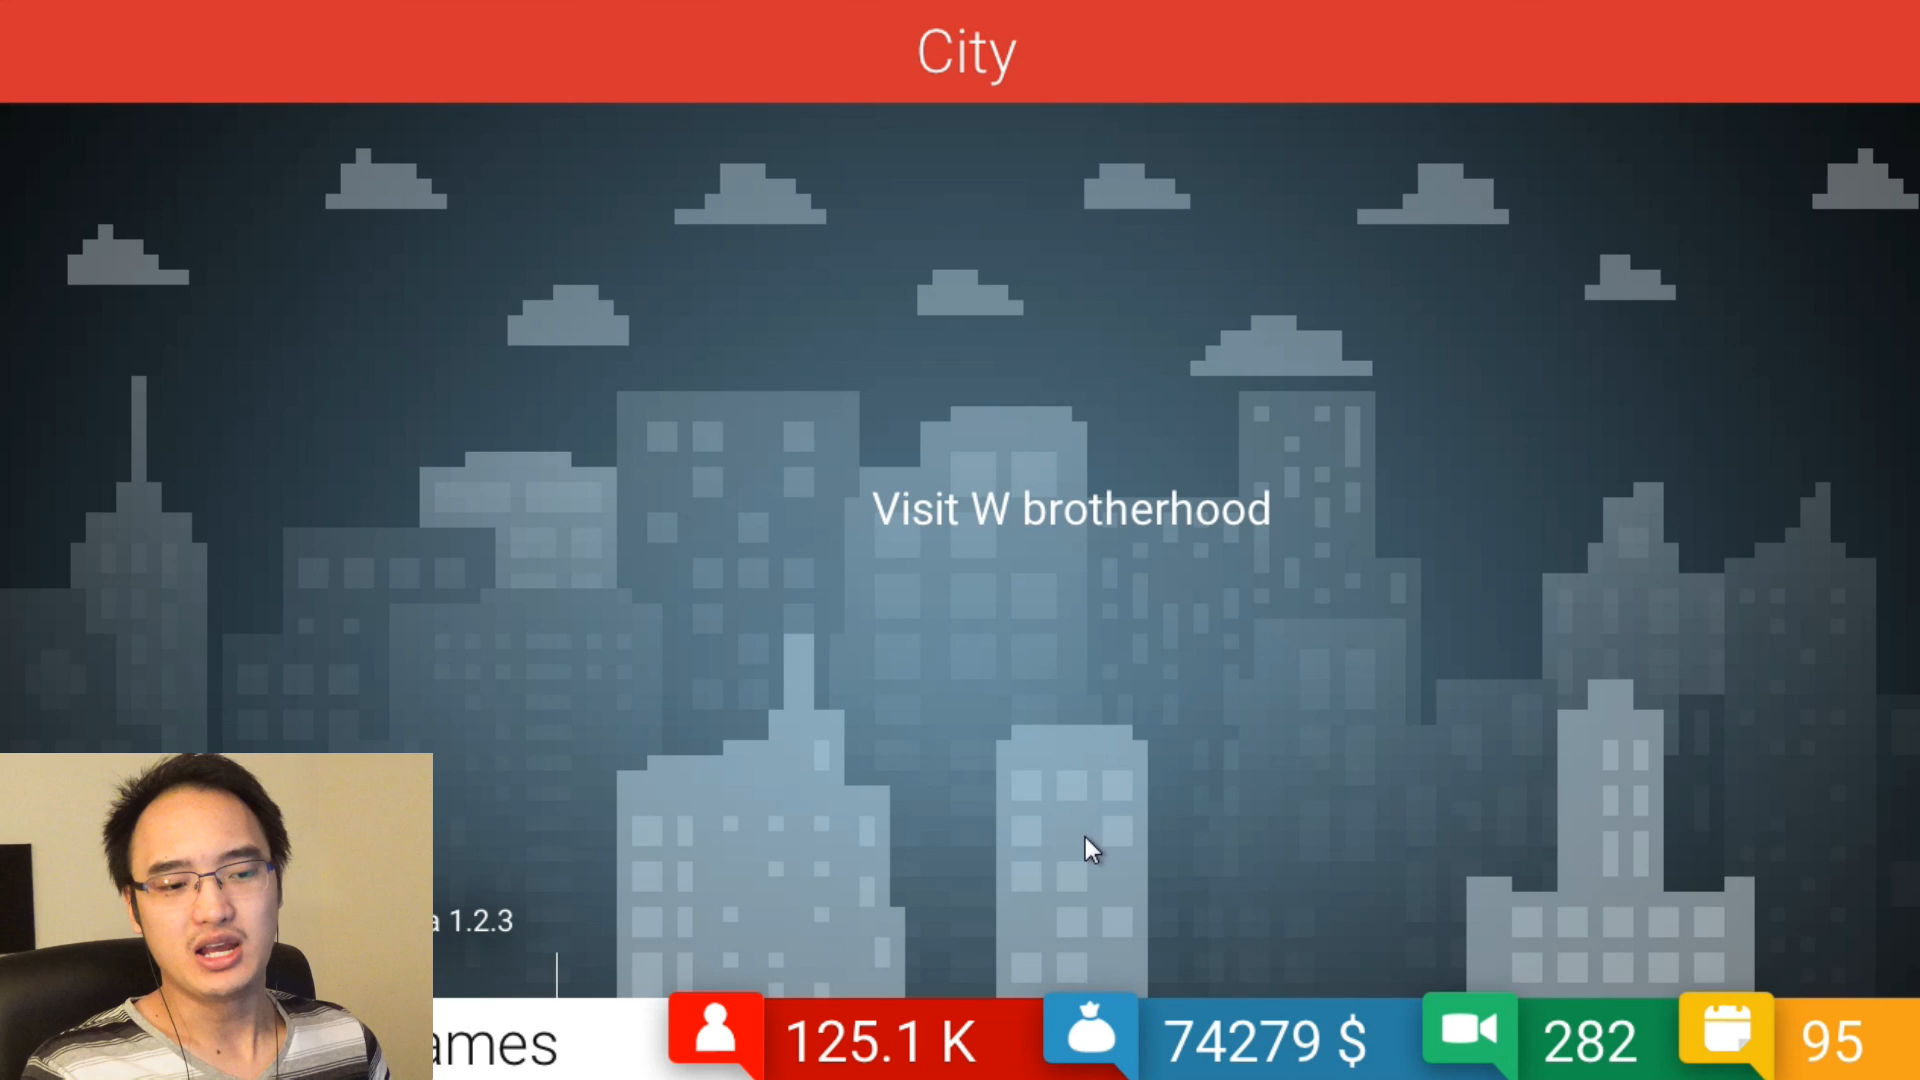 City
Visit W brotherhood
a 1.2.3
ames
125.1 K
74279 $
282
95